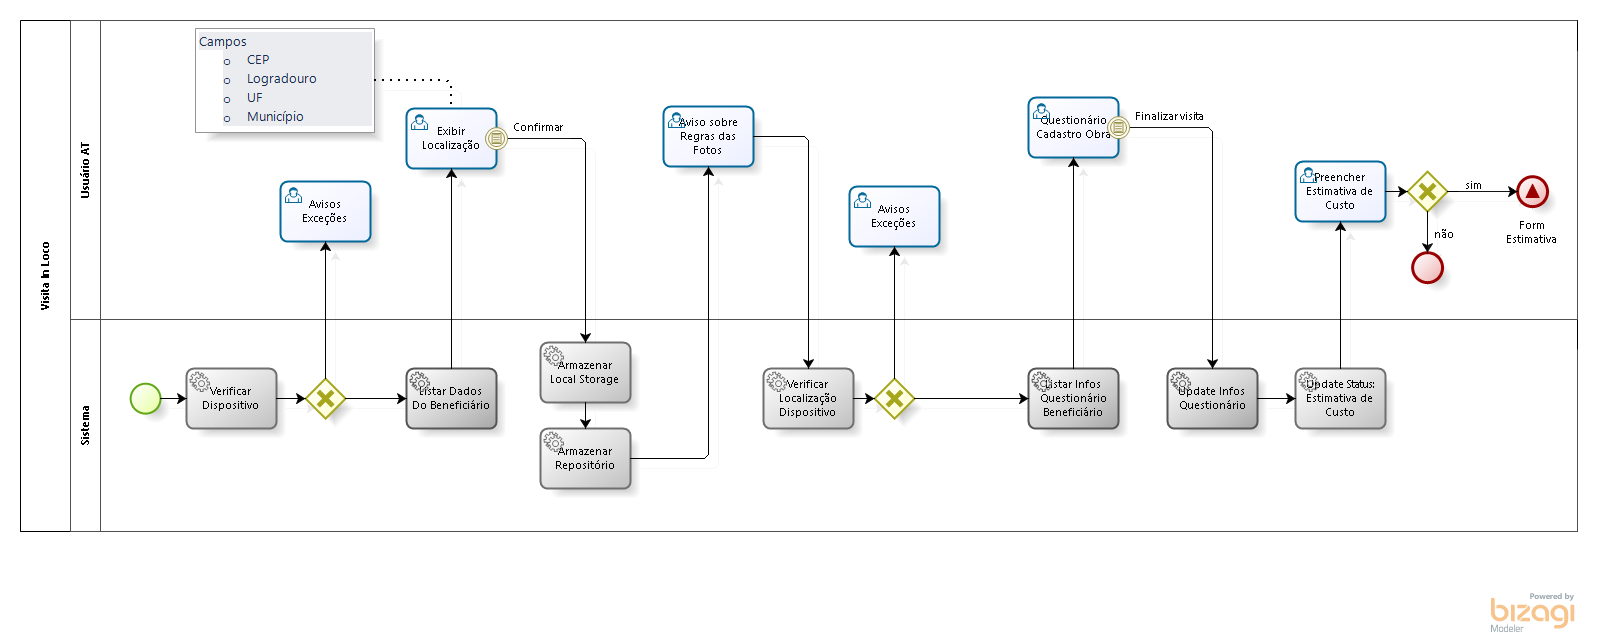 Visita In Loco
Usuário AT
Campos
o CEP
o Logradouro
o UF
o Município
Exibir
Localização
Confirmar
Avisos
Exceções
Aviso sobre
Regras das
Fotos
Avisos
Exceções
Questionário
Cadastro Obra
Finalizar visita
Preencher
Estimativa de
Custo
sim
não
Form
Estimativa
Sistema
Verificar
Dispositivo
Listar Dados
Do Beneficiário
Armazenar
Local Storage
Armazenar
Repositório
Verificar
Localização
Dispositivo
Listar Infos
Questionário
Beneficiário
Update Infos
Questionário
Update Status:
Estimativa de
Custo
Powered by
bizagi
Modeler